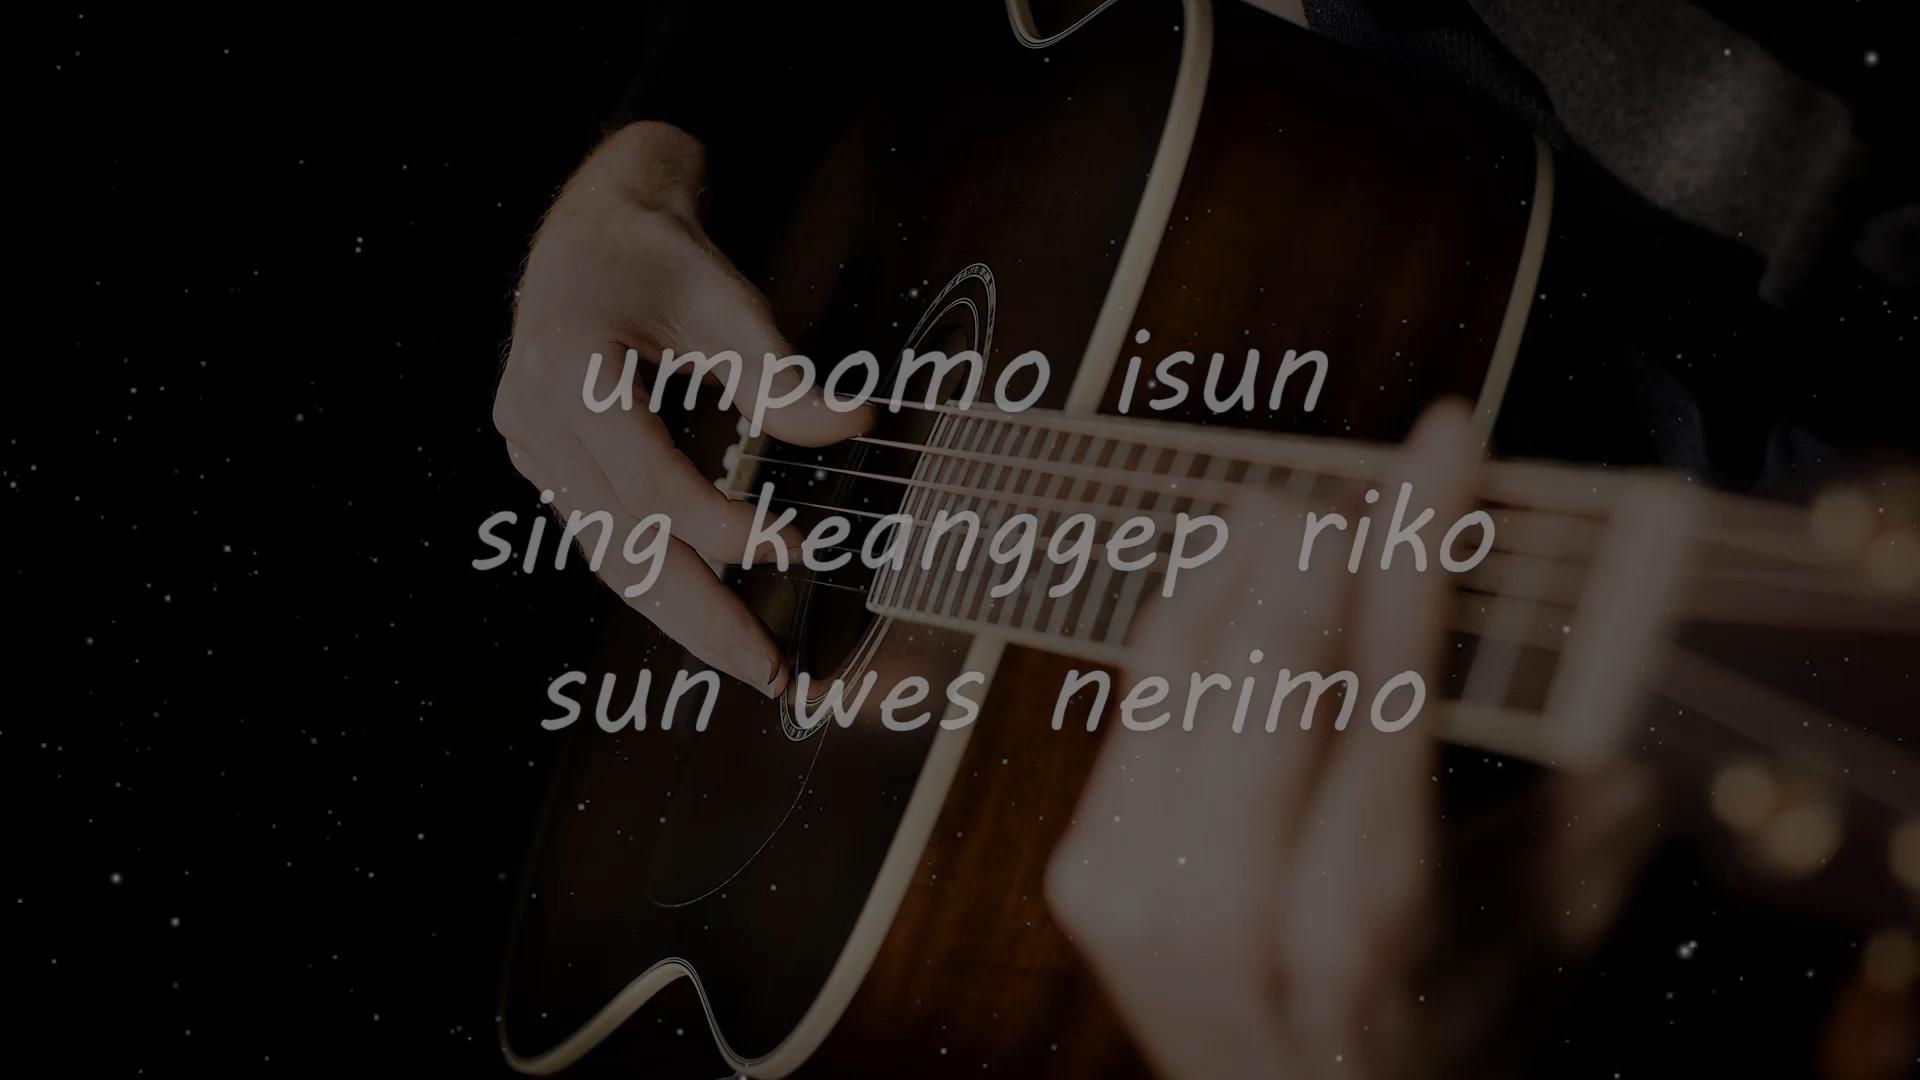 umpomo isun
sing keanggep riko
sun wes nerimo